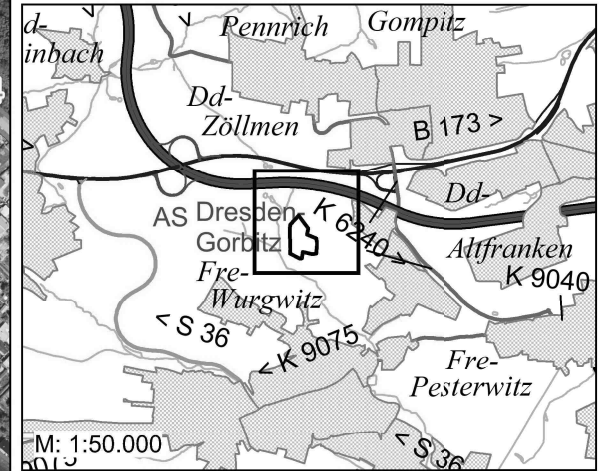 d-
inbach
Pennrich
Gompitz
Dd-
Zöllmen
B 173 >
AS Dresden-
Gorbitz
K 6240
Dd-
Altfranken
K 9040
Fre-
Wurgwitz
< S 36
< K 9075
Fre-
Pesterwitz
< S 36
M: 1:50.000